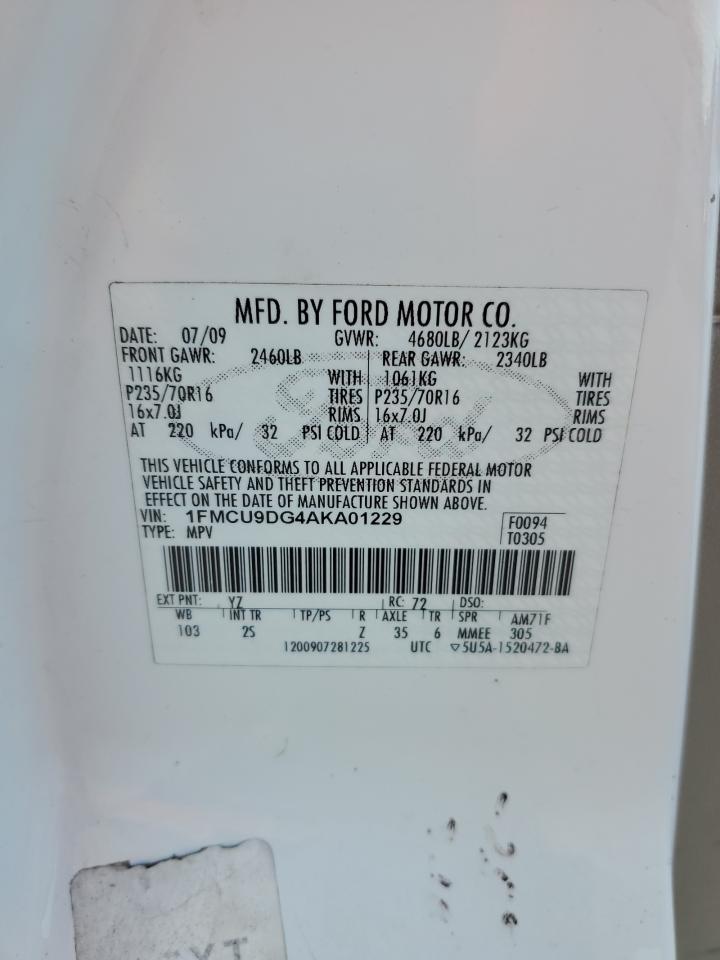 MFD. BY FORD MOTOR CO.
DATE: 07/09 GVWR: 4680LB/ 2123KG
FRONT GAWR: 2460LB REAR GAWR: 2340LB
1116KG WITH 1061KG WITH
P235/70R16 TIRES P235/70R16 TIRES
16x7.0J RIMS 16x7.0J RIMS
AT 220 kPa/ 32 PSI COLD AT 220 kPa/ 32 PSI COLD
Ford
THIS VEHICLE CONFORMS TO ALL APPLICABLE FEDERAL MOTOR
VEHICLE SAFETY AND THEFT PREVENTION STANDARDS IN
EFFECT ON THE DATE OF MANUFACTURE SHOWN ABOVE.
VIN: 1FMCU9DG4AKA01229 F0094
TYPE: MPV T0305
EXT PNT: YZ RC: 72 DSO:
WB INT TR TP/PS R AXLE TR SPR AM71F
103 2S Z 35 6 MMEE 305
1200907281225 UTC ▽5U5A-1520472-BA